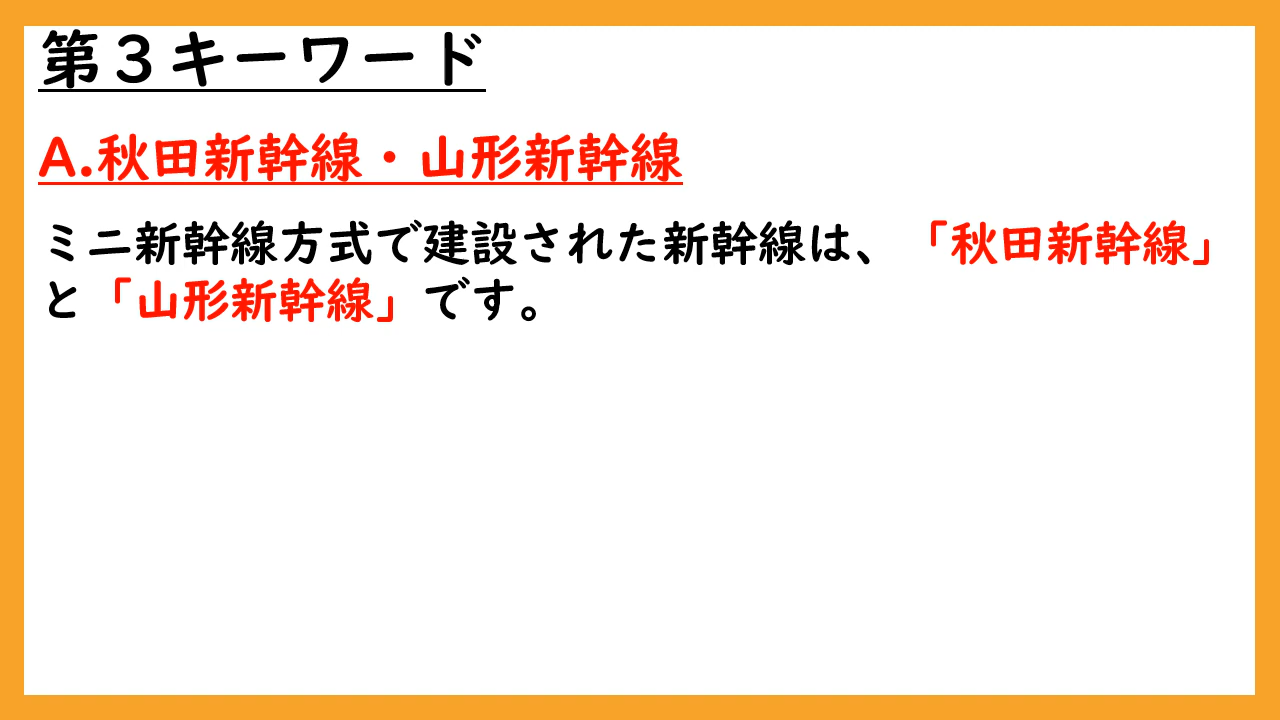 第３キーワード
A.秋田新幹線・山形新幹線
ミニ新幹線方式で建設された新幹線は、「秋田新幹線」
と「山形新幹線」です。